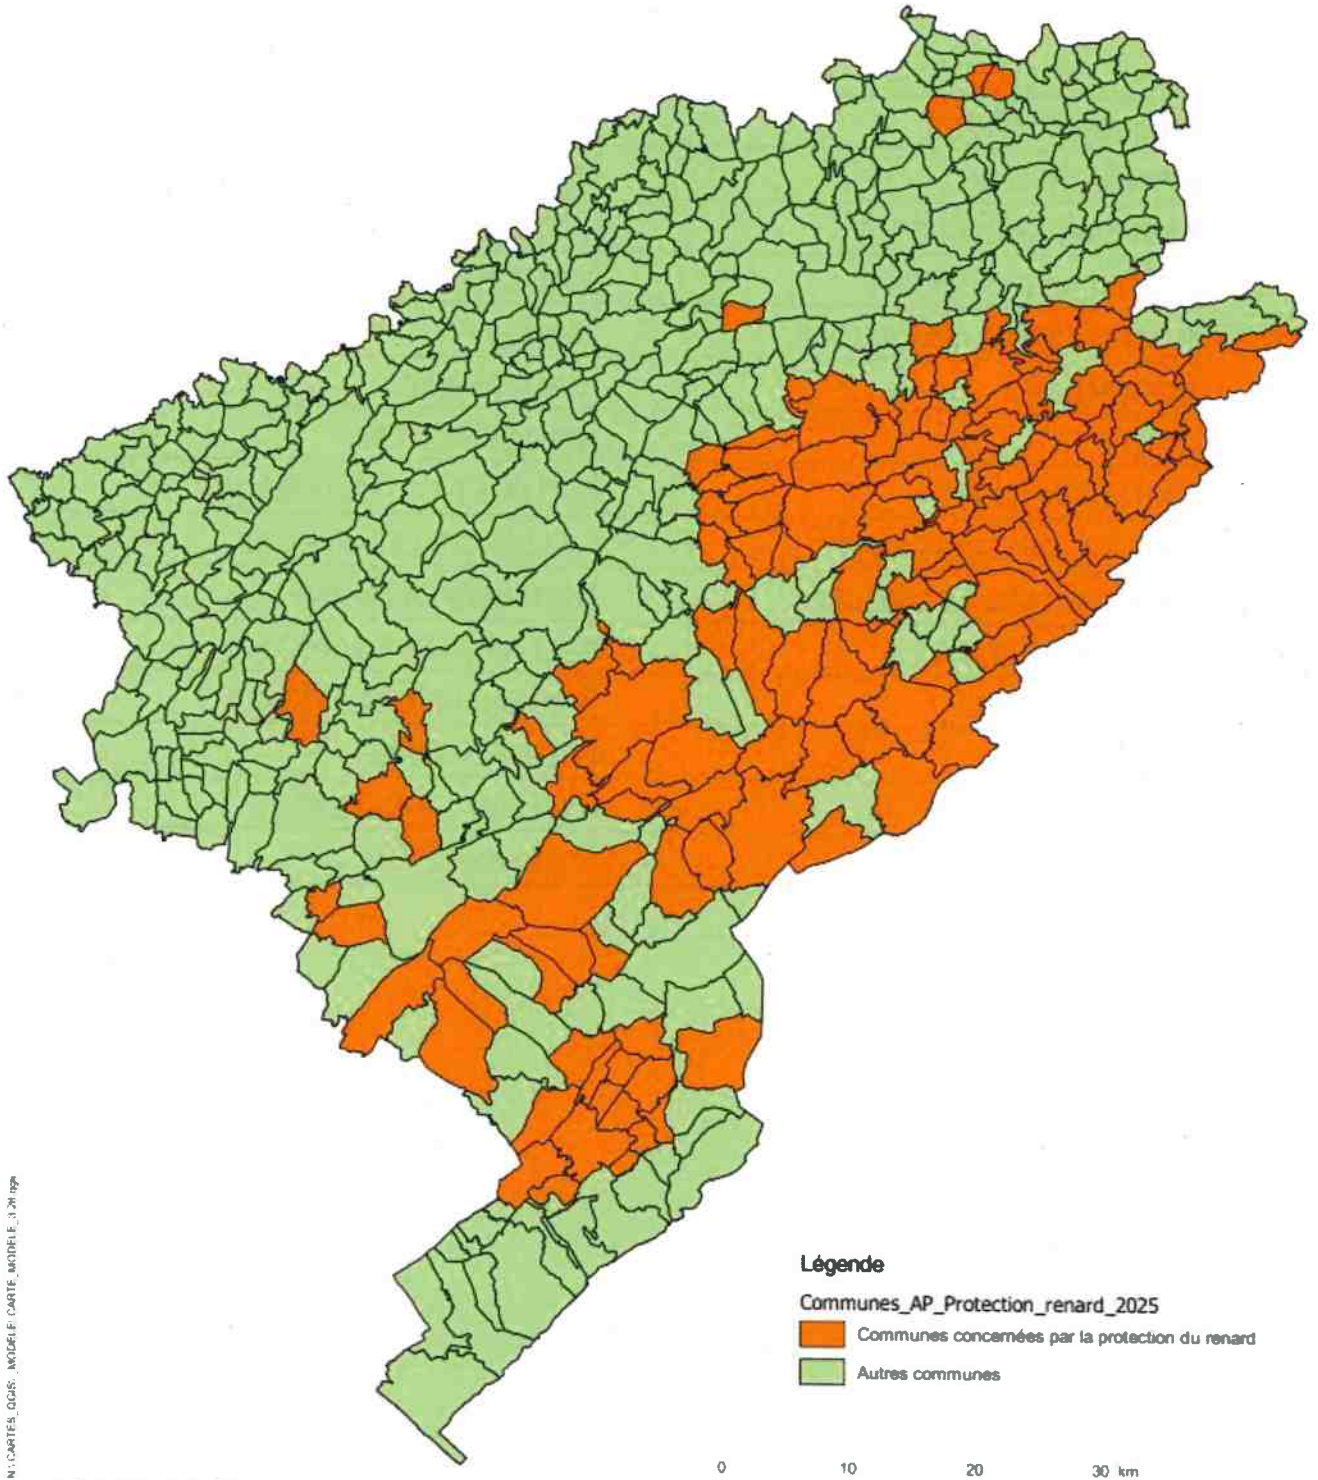 Légende
Communes_AP_Protection_renard_2025
Communes concernées par la protection du renard
Autres communes
0 10 20 30 km